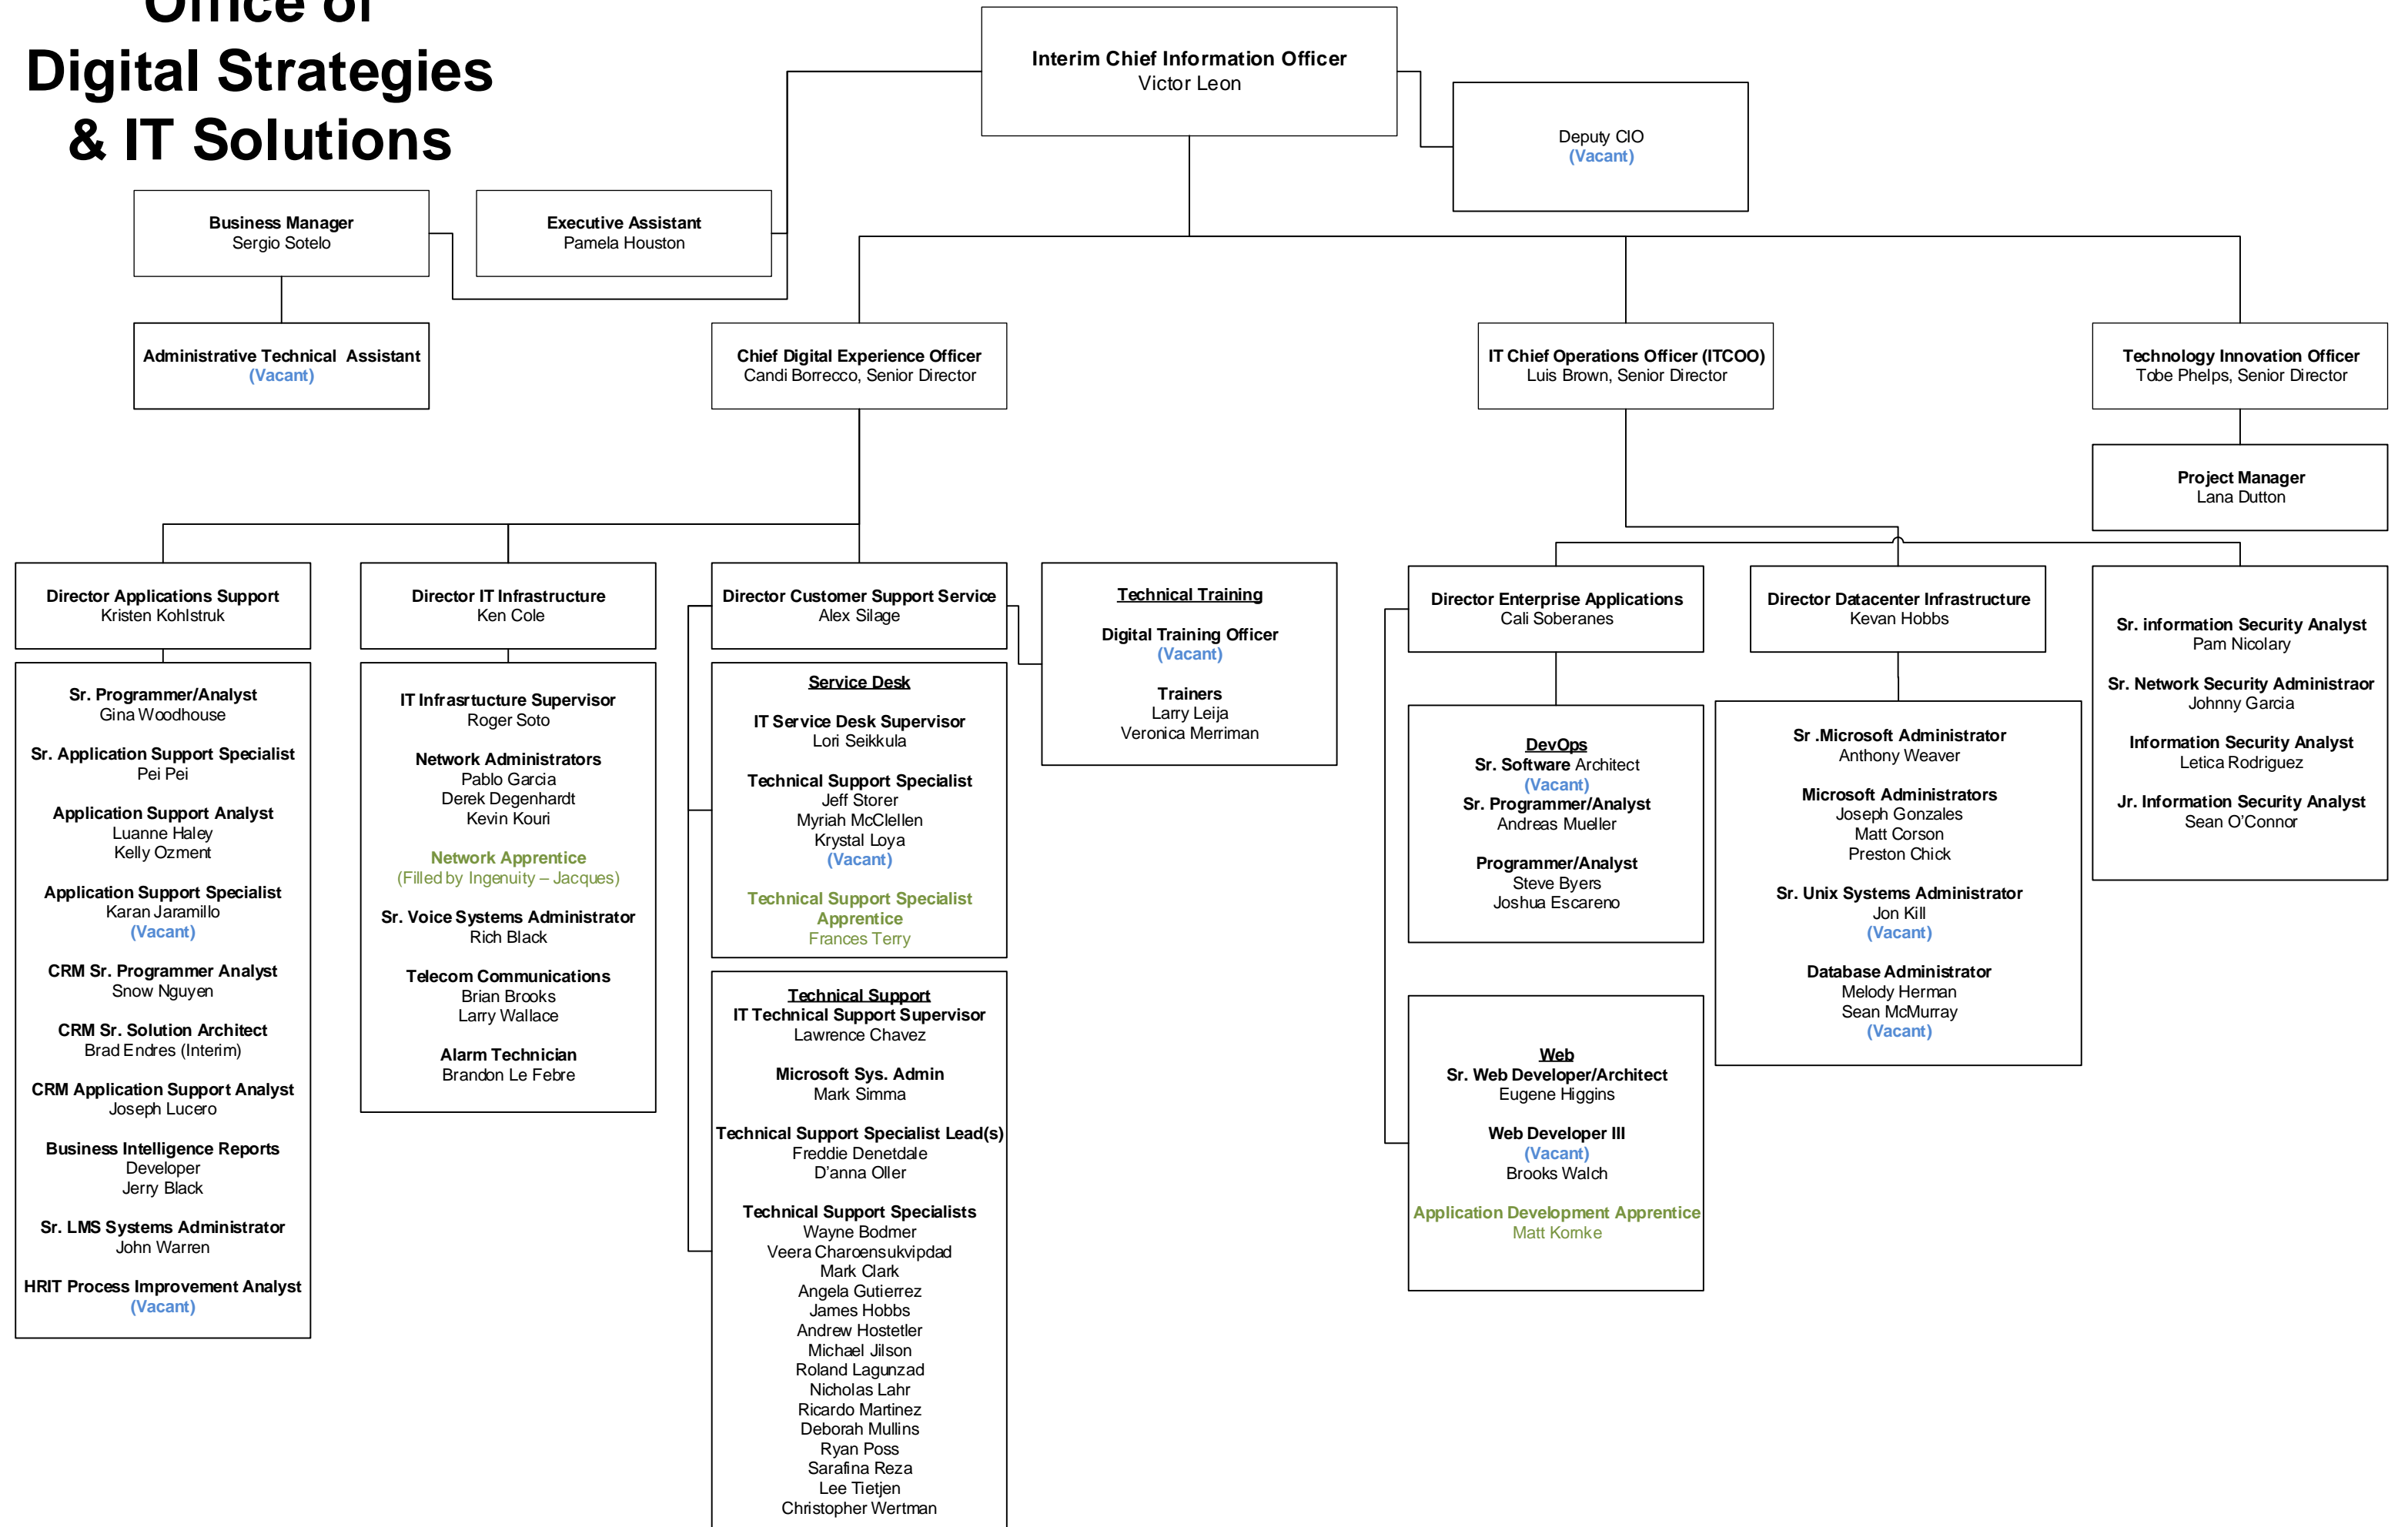 Office of
Digital Strategies
& IT Solutions
Interim Chief Information Officer
Victor Leon
Deputy CIO
(Vacant)
Business Manager
Sergio Sotelo
Executive Assistant
Pamela Houston
Administrative Technical Assistant
(Vacant)
Chief Digital Experience Officer
Candi Borrecco, Senior Director
IT Chief Operations Officer (ITCOO)
Luis Brown, Senior Director
Technology Innovation Officer
Tobe Phelps, Senior Director
Project Manager
Lana Dutton
Director Applications Support
Kristen Kohlstruk
Sr. Programmer/Analyst
Gina Woodhouse
Sr. Application Support Specialist
Pei Pei
Application Support Analyst
Luanne Haley
Kelly Ozment
Application Support Specialist
Karan Jaramillo
(Vacant)
CRM Sr. Programmer Analyst
Snow Nguyen
CRM Sr. Solution Architect
Brad Endres (Interim)
CRM Application Support Analyst
Joseph Lucero
Business Intelligence Reports
Developer
Jerry Black
Sr. LMS Systems Administrator
John Warren
HRIT Process Improvement Analyst
(Vacant)
Director IT Infrastructure
Ken Cole
IT Infrasrtucture Supervisor
Roger Soto
Network Administrators
Pablo Garcia
Derek Degenhardt
Kevin Kouri
Network Apprentice
(Filled by Ingenuity – Jacques)
Sr. Voice Systems Administrator
Rich Black
Telecom Communications
Brian Brooks
Larry Wallace
Alarm Technician
Brandon Le Febre
Director Customer Support Service
Alex Silage
Service Desk
IT Service Desk Supervisor
Lori Seikkula
Technical Support Specialist
Jeff Storer
Myriah McClellen
Krystal Loya
(Vacant)
Technical Support Specialist
Apprentice
Frances Terry
Technical Support
IT Technical Support Supervisor
Lawrence Chavez
Microsoft Sys. Admin
Mark Simma
Technical Support Specialist Lead(s)
Freddie Denetdale
D’anna Oller
Technical Support Specialists
Wayne Bodmer
Veera Charoensukvipdad
Mark Clark
Angela Gutierrez
James Hobbs
Andrew Hostetler
Michael Jilson
Roland Lagunzad
Nicholas Lahr
Ricardo Martinez
Deborah Mullins
Ryan Poss
Sarafina Reza
Lee Tietjen
Christopher Wertman
Technical Training
Digital Training Officer
(Vacant)
Trainers
Larry Leija
Veronica Merriman
Director Enterprise Applications
Cali Soberanes
DevOps
Sr. Software Architect
(Vacant)
Sr. Programmer/Analyst
Andreas Mueller
Programmer/Analyst
Steve Byers
Joshua Escareno
Web
Sr. Web Developer/Architect
Eugene Higgins
Web Developer III
(Vacant)
Brooks Walch
Application Development Apprentice
Matt Kornke
Director Datacenter Infrastructure
Kevan Hobbs
Sr .Microsoft Administrator
Anthony Weaver
Microsoft Administrators
Joseph Gonzales
Matt Corson
Preston Chick
Sr. Unix Systems Administrator
Jon Kill
(Vacant)
Database Administrator
Melody Herman
Sean McMurray
(Vacant)
Sr. information Security Analyst
Pam Nicolary
Sr. Network Security Administraor
Johnny Garcia
Information Security Analyst
Letica Rodriguez
Jr. Information Security Analyst
Sean O’Connor